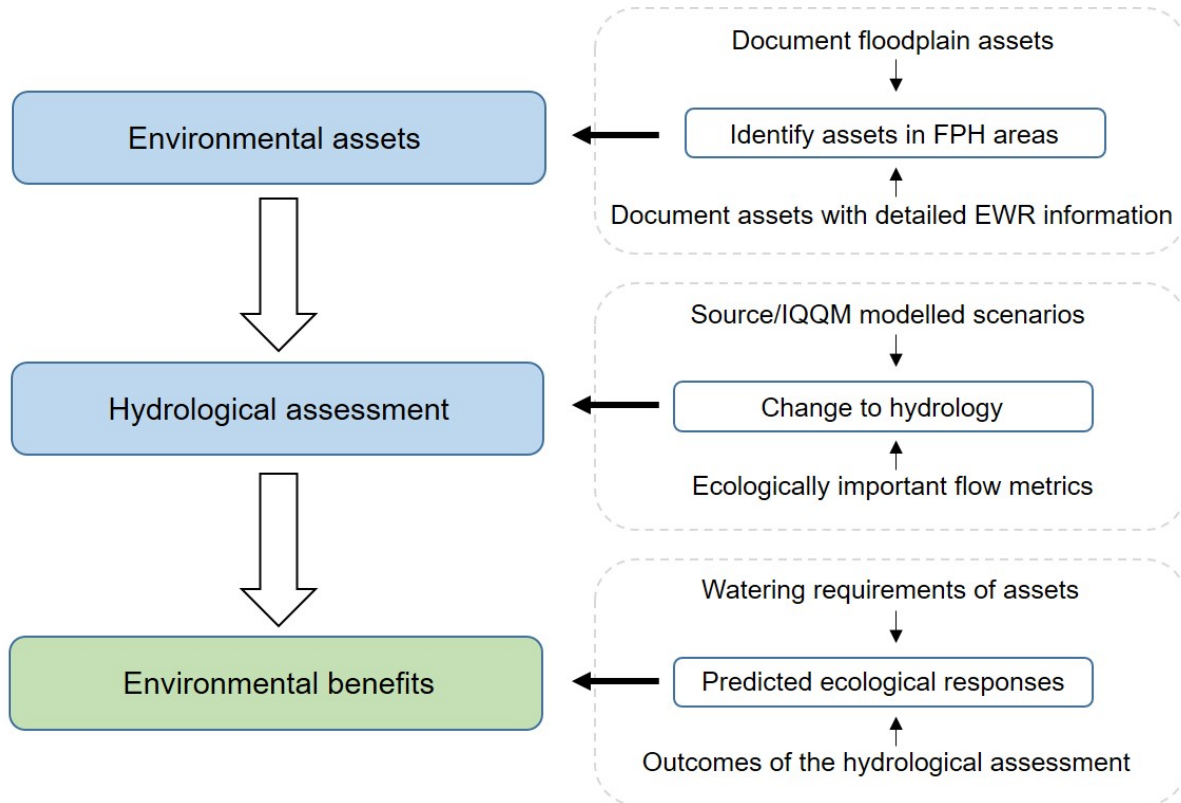 Document floodplain assets
Environmental assets
Identify assets in FPH areas
Document assets with detailed EWR information
Source/IQQM modelled scenarios
Hydrological assessment
Change to hydrology
Ecologically important flow metrics
Watering requirements of assets
Environmental benefits
Predicted ecological responses
Outcomes of the hydrological assessment